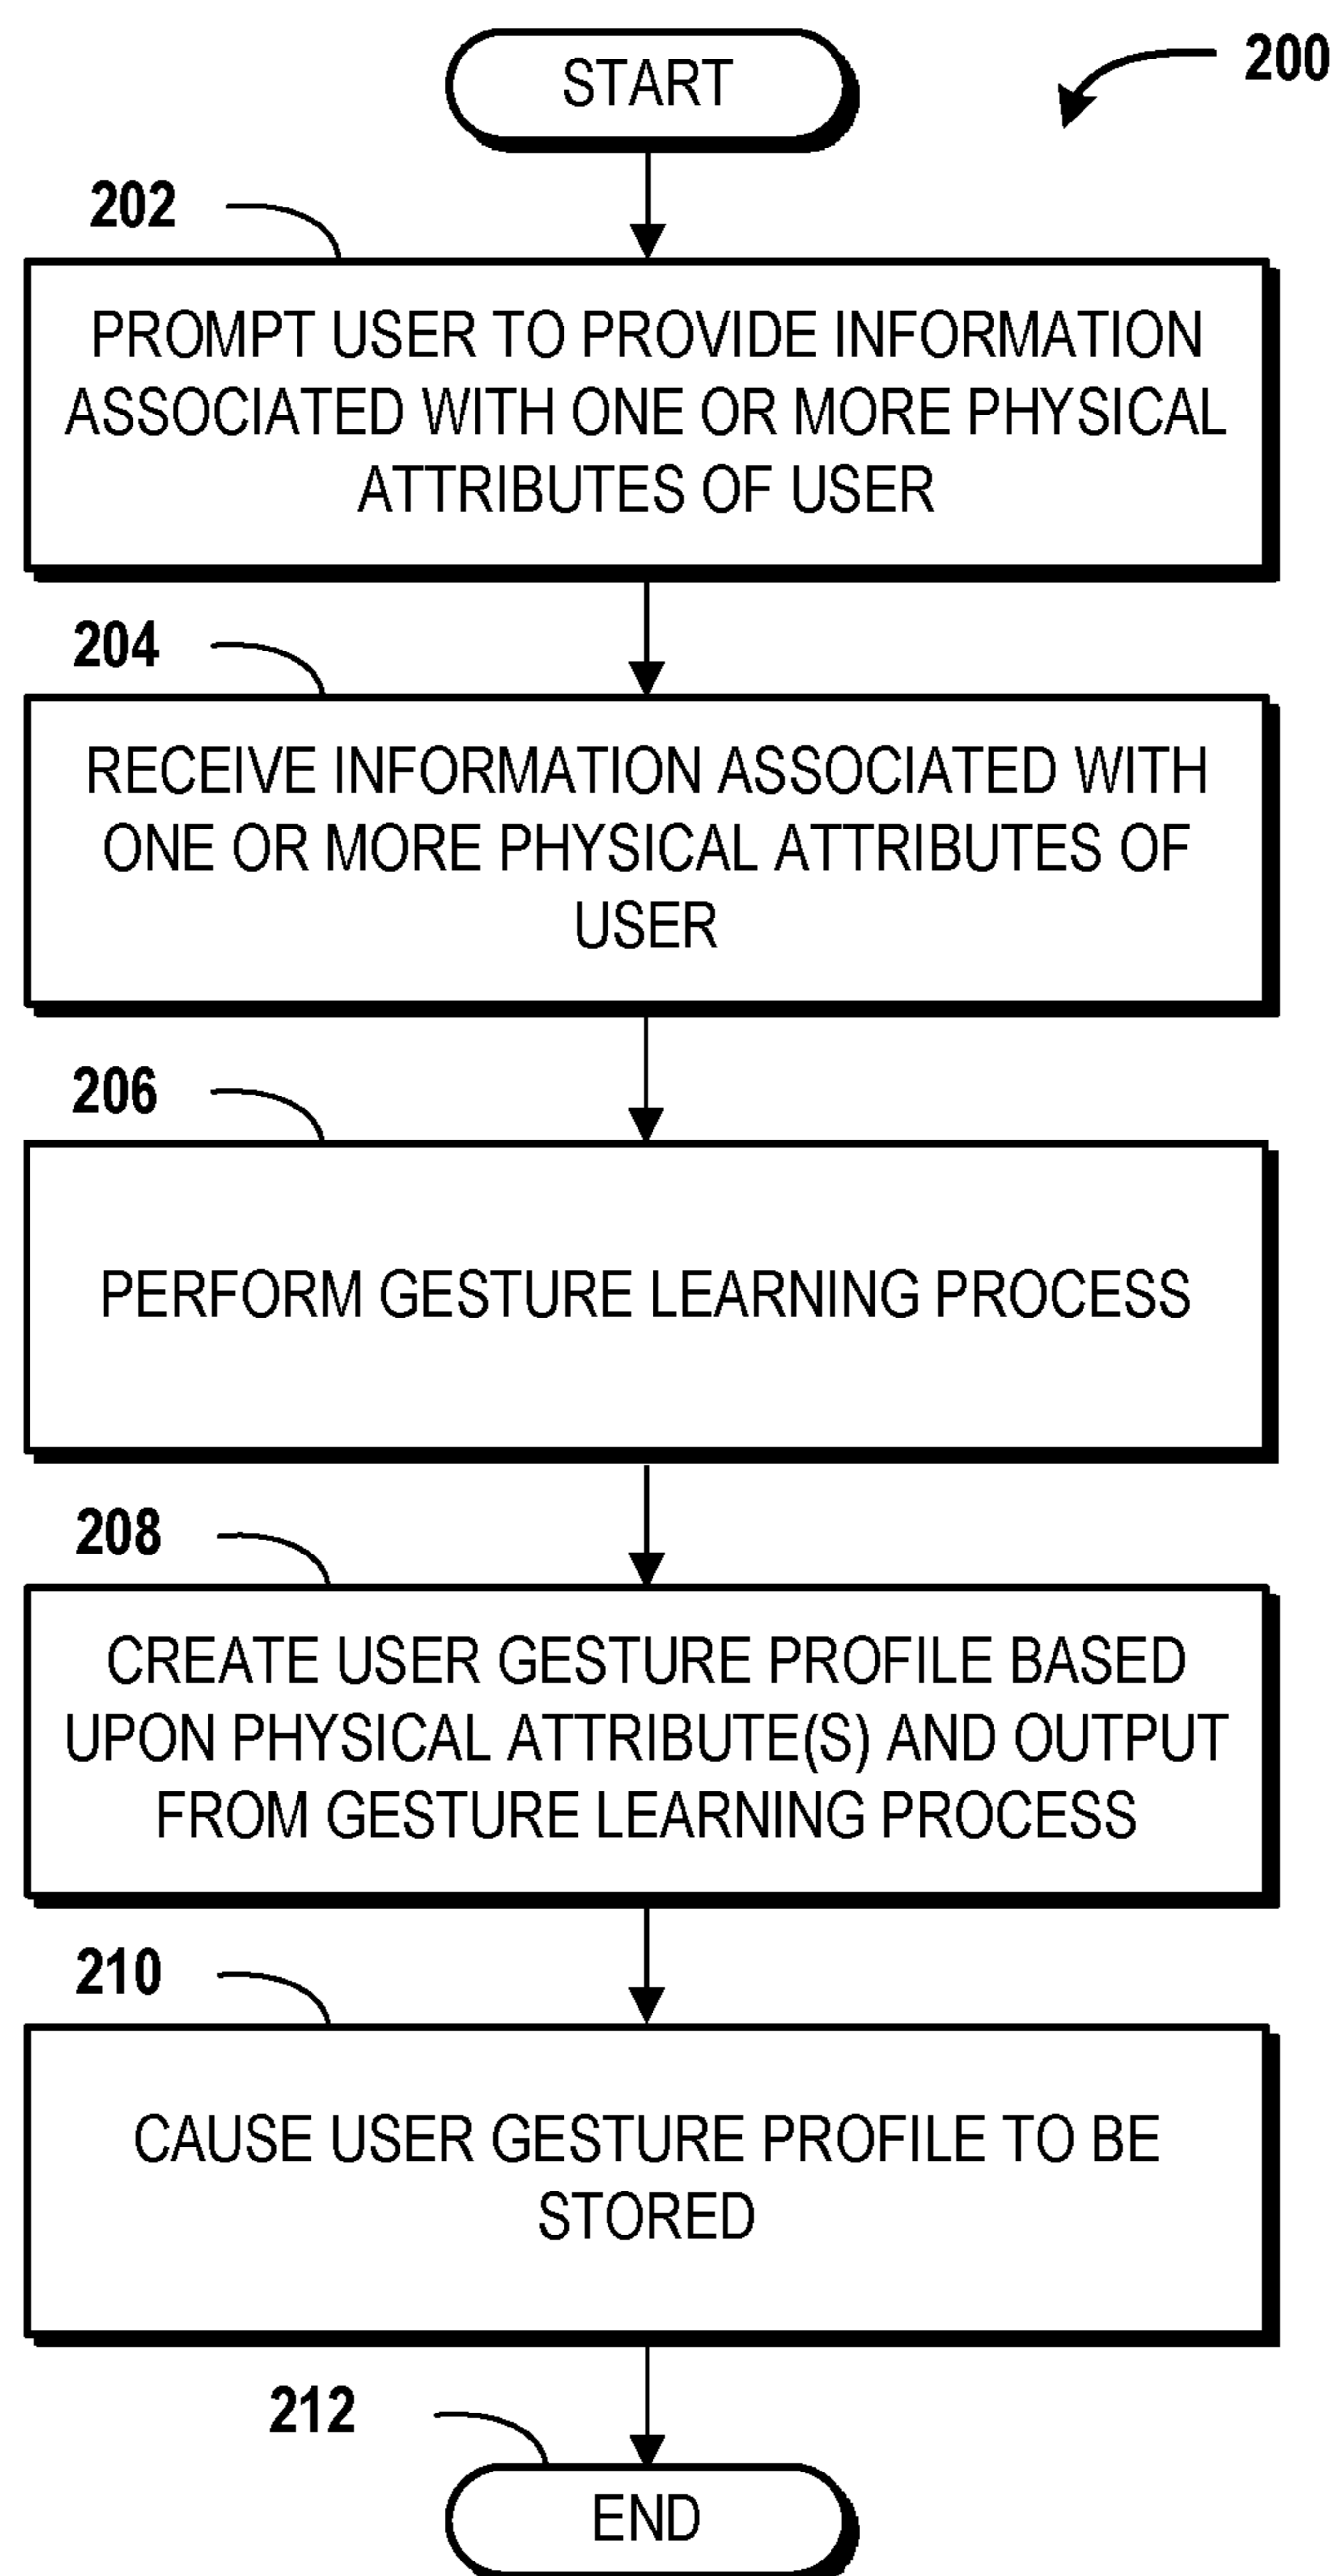 START
200
202
PROMPT USER TO PROVIDE INFORMATION
ASSOCIATED WITH ONE OR MORE PHYSICAL
ATTRIBUTES OF USER
204
RECEIVE INFORMATION ASSOCIATED WITH
ONE OR MORE PHYSICAL ATTRIBUTES OF
USER
206
PERFORM GESTURE LEARNING PROCESS
208
CREATE USER GESTURE PROFILE BASED
UPON PHYSICAL ATTRIBUTE(S) AND OUTPUT
FROM GESTURE LEARNING PROCESS
210
CAUSE USER GESTURE PROFILE TO BE
STORED
212
END